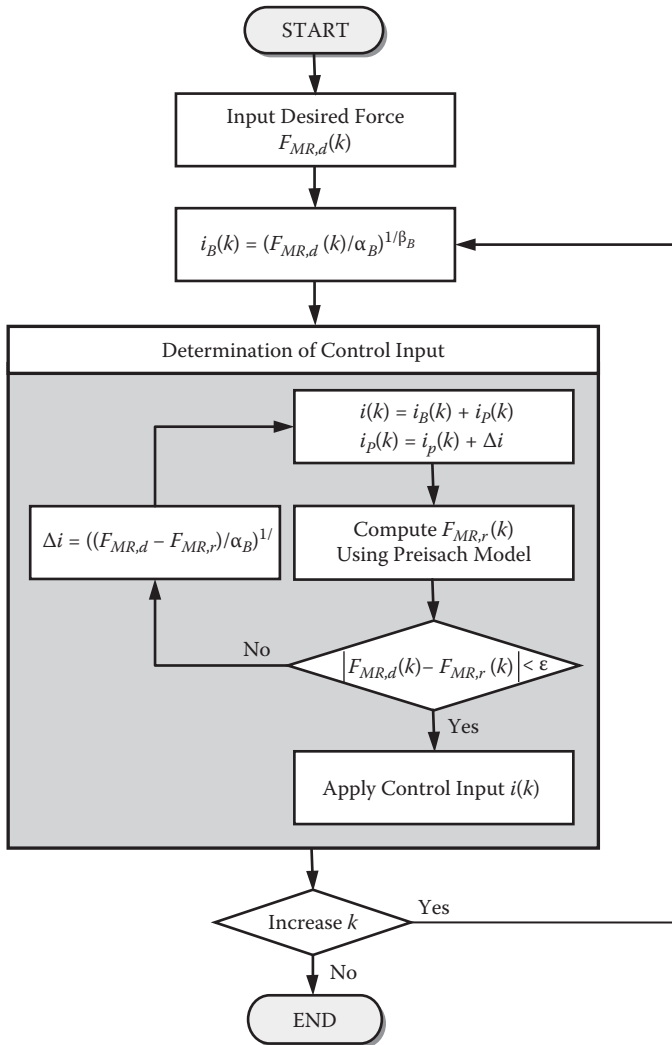 START
Input Desired Force
F_{MR,d}(k)
i_B(k) = (F_{MR,d} (k)/α_B)^{1/β_B}
Determination of Control Input
i(k) = i_B(k) + i_P(k)
i_P(k) = i_p(k) + Δi
Δi = ((F_{MR,d} – F_{MR,r})/α_B)^{1/}
Compute F_{MR,r}(k)
Using Preisach Model
No
|F_{MR,d}(k) – F_{MR,r} (k)| < ε
Yes
Apply Control Input i(k)
Increase k
Yes
No
END